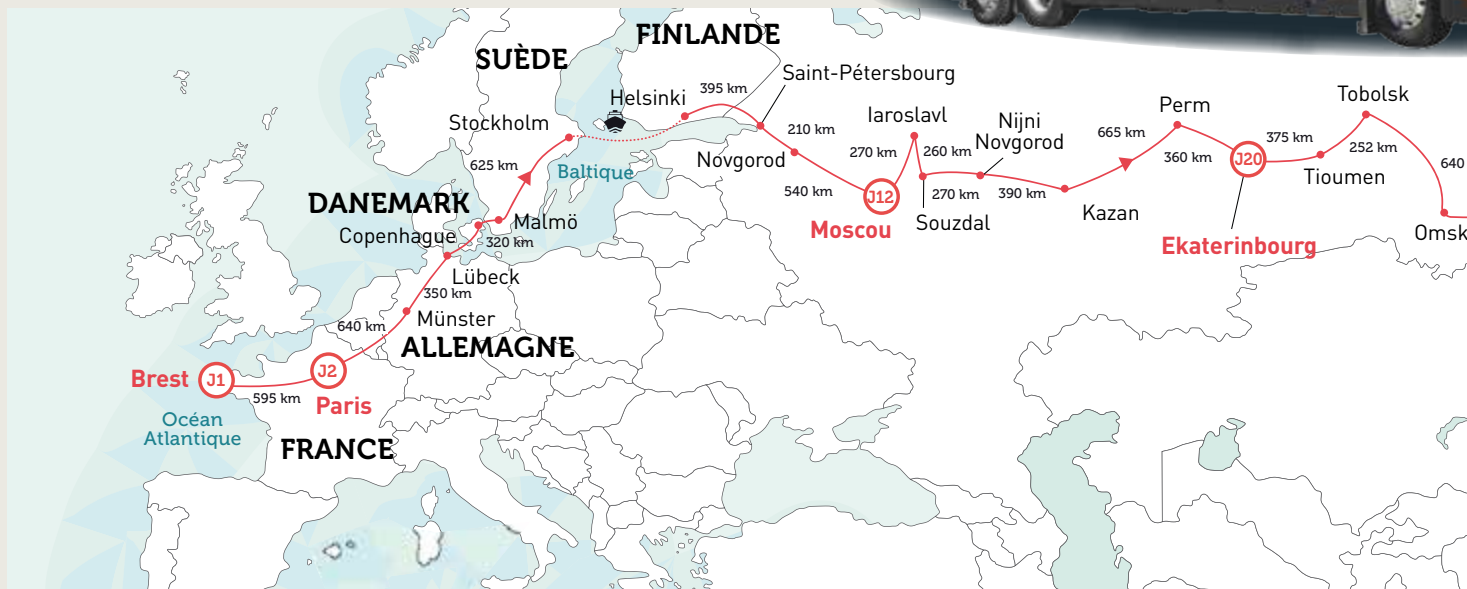 FINLANDE
SUÈDE
Saint-Pétersbourg
395 km
Helsinki
Stockholm
210 km
Iaroslavl
Nijni
Novgorod
Perm
Tobolsk
665 km
375 km
J20
252 km
360 km
Tioumen
640
270 km
260 km
Novgorod
625 km
Baltique
540 km
J12
270 km
390 km
Kazan
Souzdal
Moscou
Omsk
Ekaterinbourg
DANEMARK
Malmö
Copenhague
320 km
Lübeck
350 km
Münster
640 km
ALLEMAGNE
Brest
J1
J2
595 km
Paris
Océan
Atlantique
FRANCE